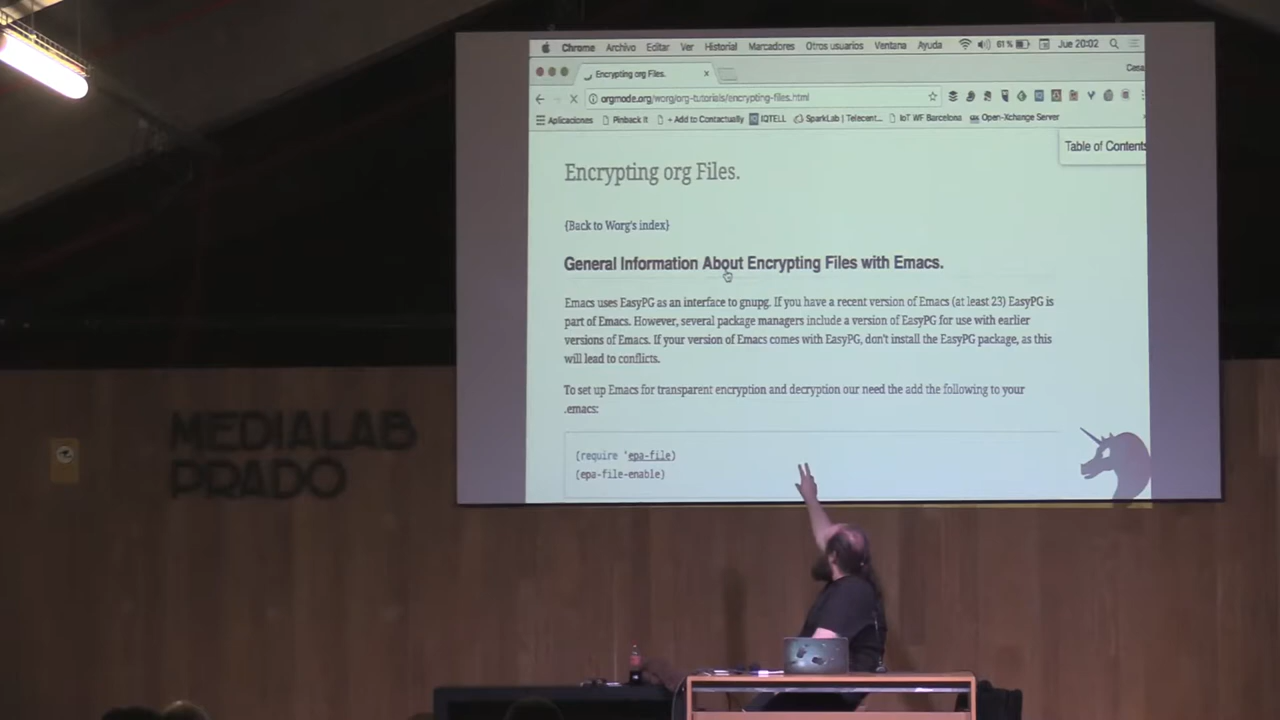 Chrome Archivo Editar Ver Historial Marcadores Otros usuarios Ventana Ayuda 61% Jue 20:02
Encrypting org Files. x
orgmode.org/worg/org-tutorials/encrypting-files.html
Aplicaciones Pinback It + Add to Contactually IQTELL SparkLab | Telecent... IoT WF Barcelona Open-Xchange Server
Table of Contents
Encrypting org Files.
{Back to Worg's index}
General Information About Encrypting Files with Emacs.
Emacs uses EasyPG as an interface to gnupg. If you have a recent version of Emacs (at least 23) EasyPG is
part of Emacs. However, several package managers include a version of EasyPG for use with earlier
versions of Emacs. If your version of Emacs comes with EasyPG, don't install the EasyPG package, as this
will lead to conflicts.
To set up Emacs for transparent encryption and decryption our need the add the following to your
.emacs:
(require 'epa-file)
(epa-file-enable)
MEDIALAB
PRADO